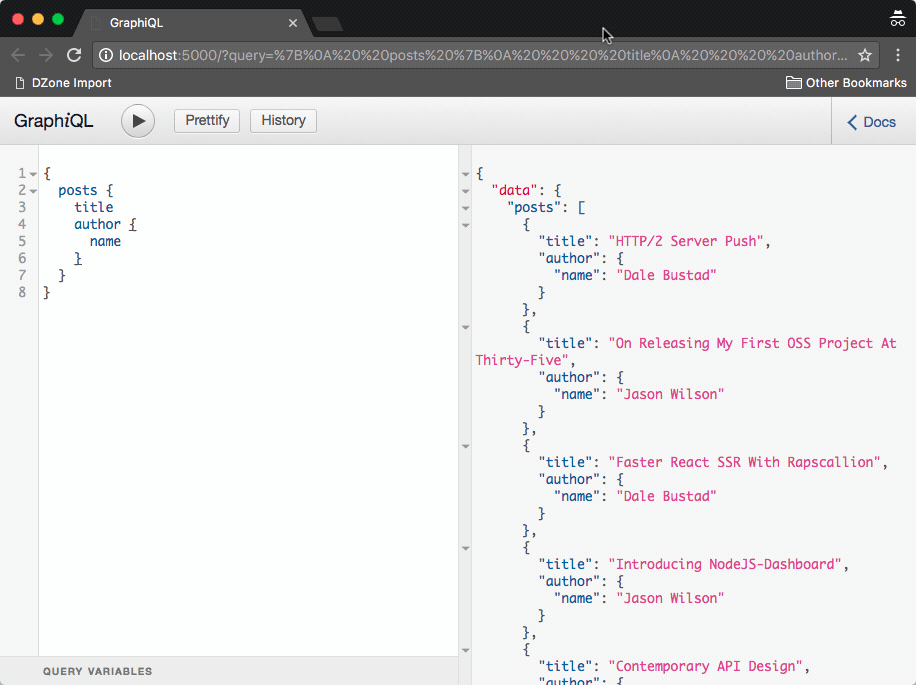 GraphiQL
localhost:5000/?query=%7B%0A%20%20posts%20%7B%0A%20%20%20%20title%0A%20%20%20%20author...
DZone Import
Other Bookmarks
GraphiQL
Prettify
History
Docs
1 {
2   posts {
3     title
4     author {
5       name
6     }
7   }
8 }
QUERY VARIABLES
{
  "data": {
    "posts": [
      {
        "title": "HTTP/2 Server Push",
        "author": {
          "name": "Dale Bustad"
        }
      },
      {
        "title": "On Releasing My First OSS Project At
Thirty-Five",
        "author": {
          "name": "Jason Wilson"
        }
      },
      {
        "title": "Faster React SSR With Rapscallion",
        "author": {
          "name": "Dale Bustad"
        }
      },
      {
        "title": "Introducing NodeJS-Dashboard",
        "author": {
          "name": "Jason Wilson"
        }
      },
      {
        "title": "Contemporary API Design",
        "author": {